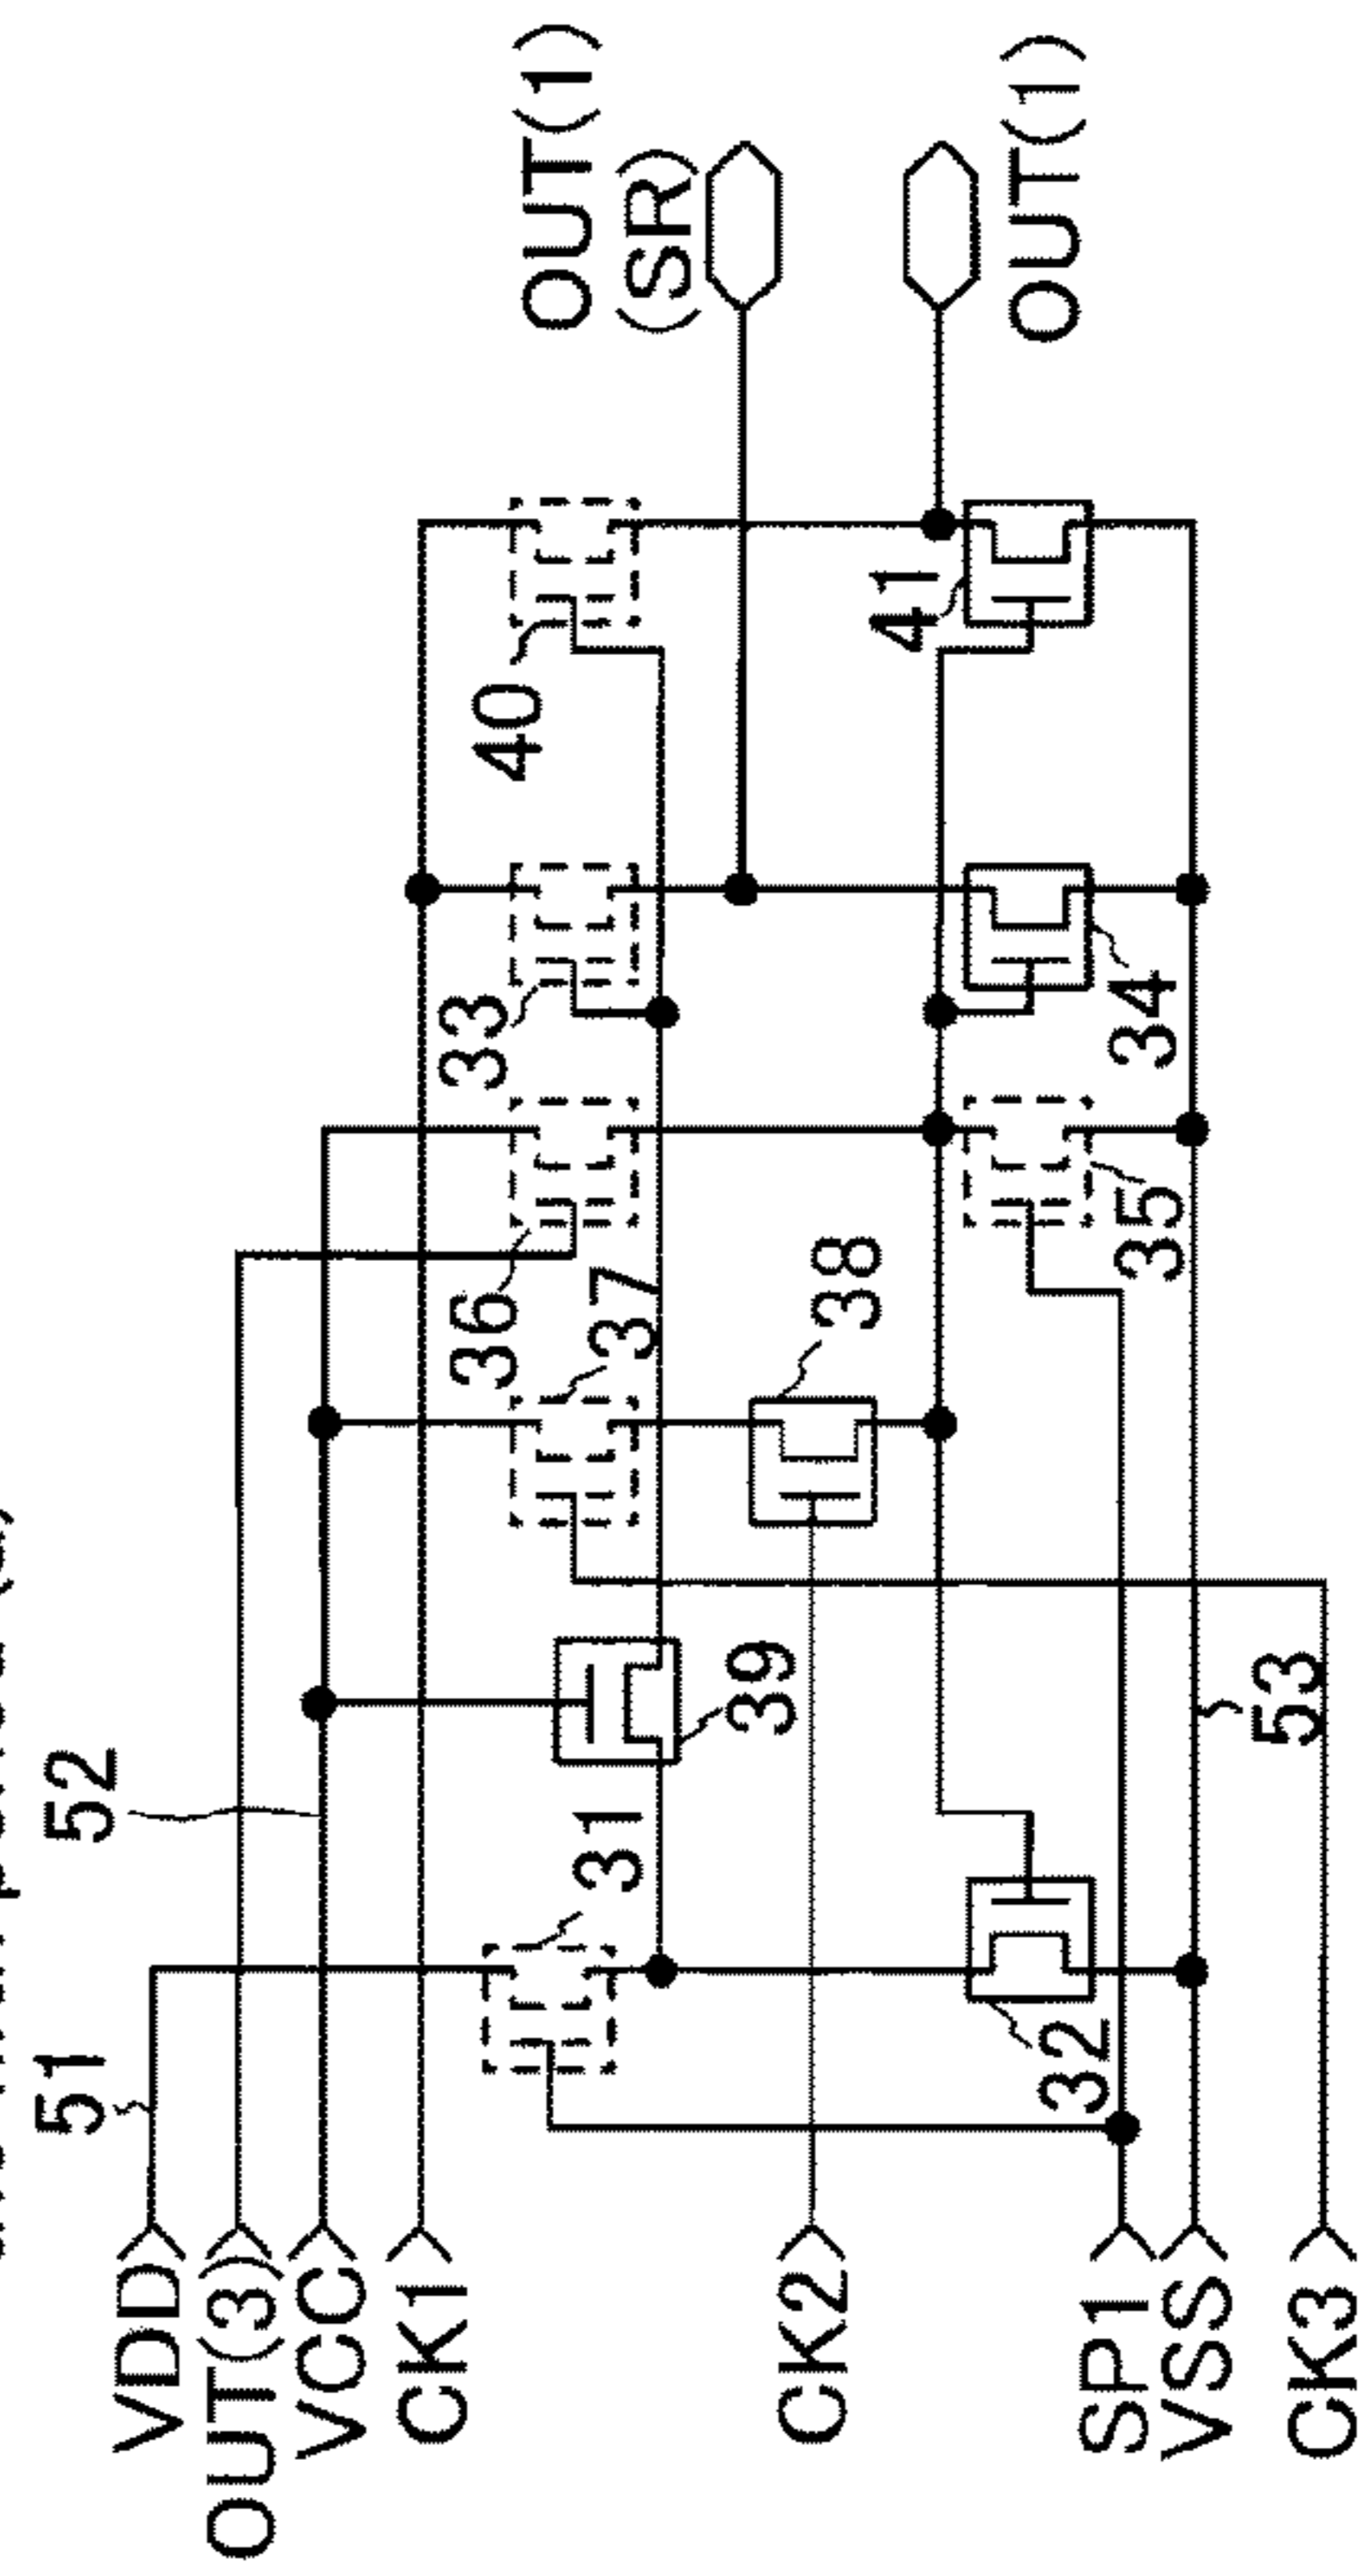 VDD
OUT(3)
VCC
CK1
CK2
SP1
VSS
CK3
51
52
31
32
39
53
37
36
38
35
33
34
40
41
OUT(1)
(SR)
OUT(1)